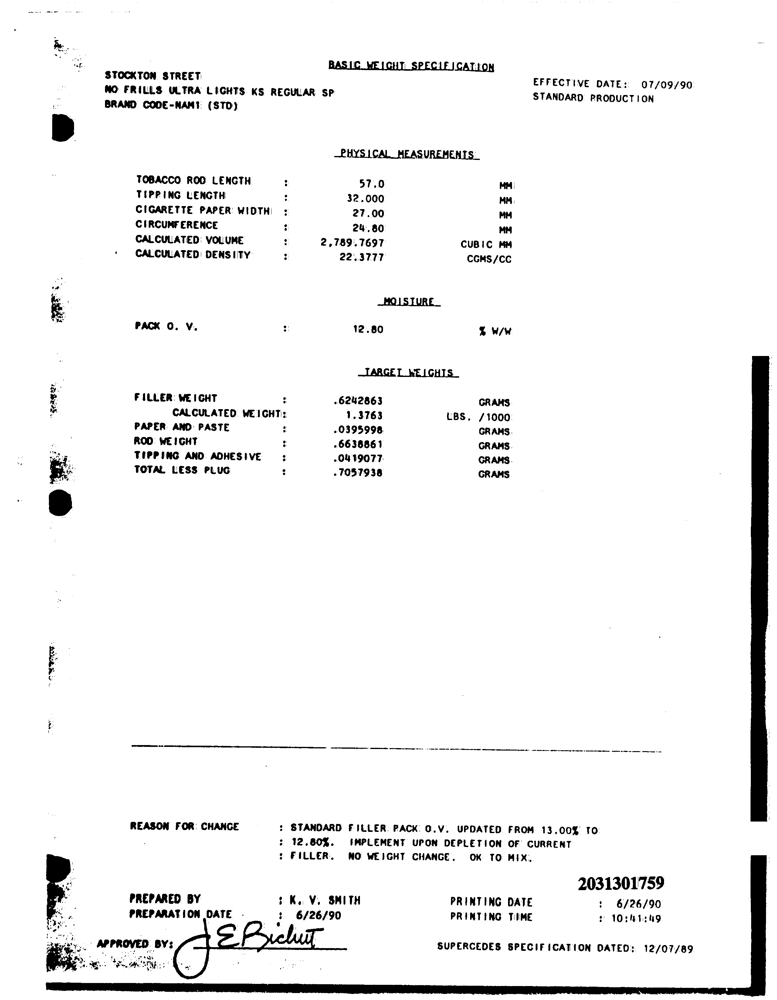 BASIC WEIGHT SPECIFICATION
STOCKTON STREET
NO FRILLS ULTRA LIGHTS KS REGULAR SP
BRAND CODE-NAM1 (STD)
EFFECTIVE DATE: 07/09/90
STANDARD PRODUCTION
PHYSICAL MEASUREMENTS
TOBACCO ROD LENGTH : 57.0 MM
TIPPING LENGTH : 32.000 MM
CIGARETTE PAPER WIDTH : 27.00 MM
CIRCUMFERENCE : 24.80 MM
CALCULATED VOLUME : 2,789.7697 CUBIC MM
CALCULATED DENSITY : 22.3777 CGMS/CC
MOISTURE
PACK O. V. : 12.80 % W/W
TARGET WEIGHTS
FILLER WEIGHT : .6242863 GRAMS
CALCULATED WEIGHT: 1.3763 LBS. /1000
PAPER AND PASTE : .0395998 GRAMS
ROD WEIGHT : .6638861 GRAMS
TIPPING AND ADHESIVE : .0419077 GRAMS
TOTAL LESS PLUG : .7057938 GRAMS
REASON FOR CHANGE : STANDARD FILLER PACK O.V. UPDATED FROM 13.00% TO
: 12.80%. IMPLEMENT UPON DEPLETION OF CURRENT
: FILLER. NO WEIGHT CHANGE. OK TO MIX.
2031301759
PREPARED BY : K. V. SMITH PRINTING DATE : 6/26/90
PREPARATION DATE : 6/26/90 PRINTING TIME : 10:41:49
APPROVED BY:
SUPERCEDES SPECIFICATION DATED: 12/07/89